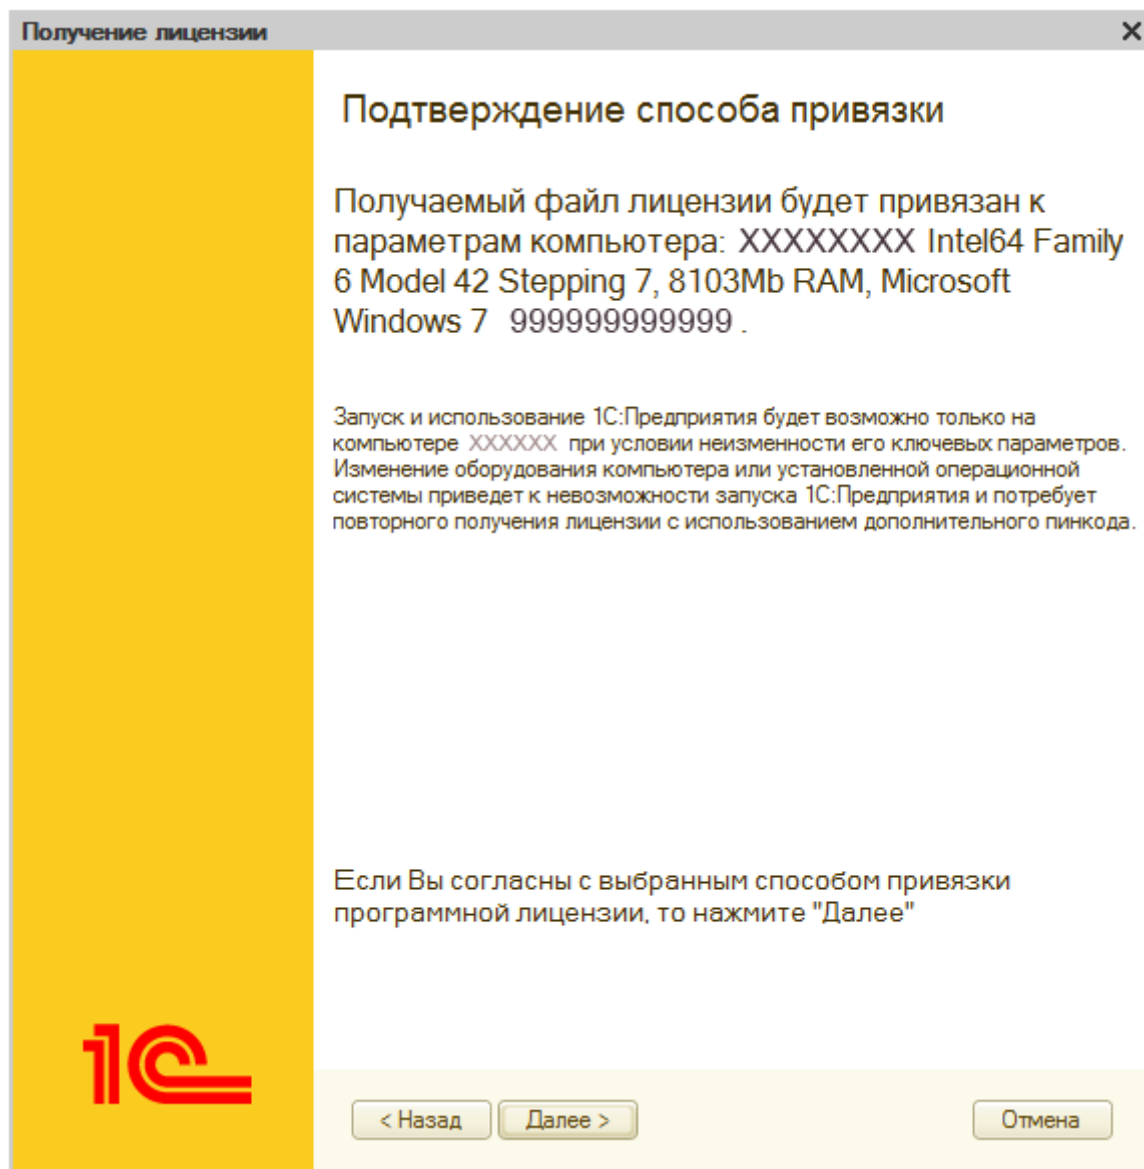 Получение лицензии
Подтверждение способа привязки
Получаемый файл лицензии будет привязан к
параметрам компьютера: XXXXXXXX Intel64 Family
6 Model 42 Stepping 7, 8103Mb RAM, Microsoft
Windows 7 999999999999 .
Запуск и использование 1С:Предприятия будет возможно только на
компьютере XXXXXX при условии неизменности его ключевых параметров.
Изменение оборудования компьютера или установленной операционной
системы приведет к невозможности запуска 1С:Предприятия и потребует
повторного получения лицензии с использованием дополнительного пинкода.
Если Вы согласны с выбранным способом привязки
программной лицензии, то нажмите "Далее"
1С
< Назад Далее > Отмена